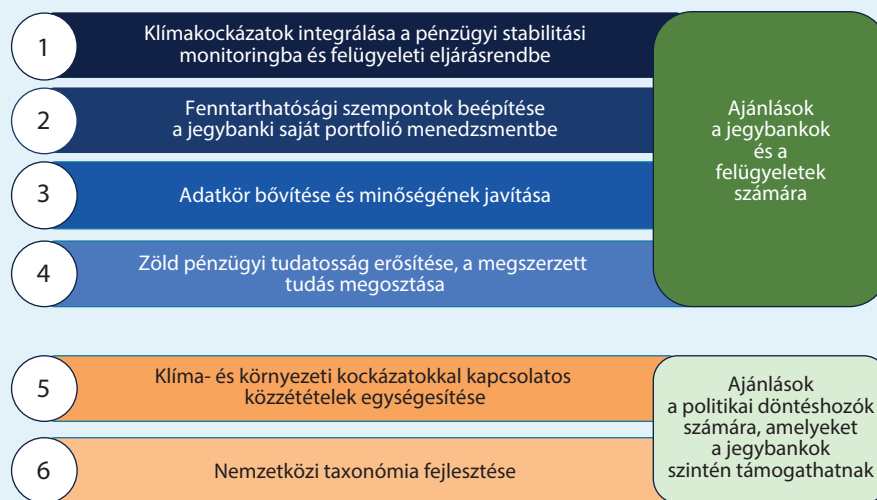 1
Klímakockázatok integrálása a pénzügyi stabilitási
monitoringba és felügyeleti eljárásrendbe
2
Fenntarthatósági szempontok beépítése
a jegybanki saját portfolió menedzsmentbe
3
Adatkör bővítése és minőségének javítása
4
Zöld pénzügyi tudatosság erősítése, a megszerzett
tudás megosztása
Ajánlások
a jegybankok
és a
felügyeletek
számára
5
Klíma- és környezeti kockázatokkal kapcsolatos
közzétételek egységesítése
6
Nemzetközi taxonómia fejlesztése
Ajánlások
a politikai döntéshozók
számára, amelyeket
a jegybankok
szintén támogathatnak